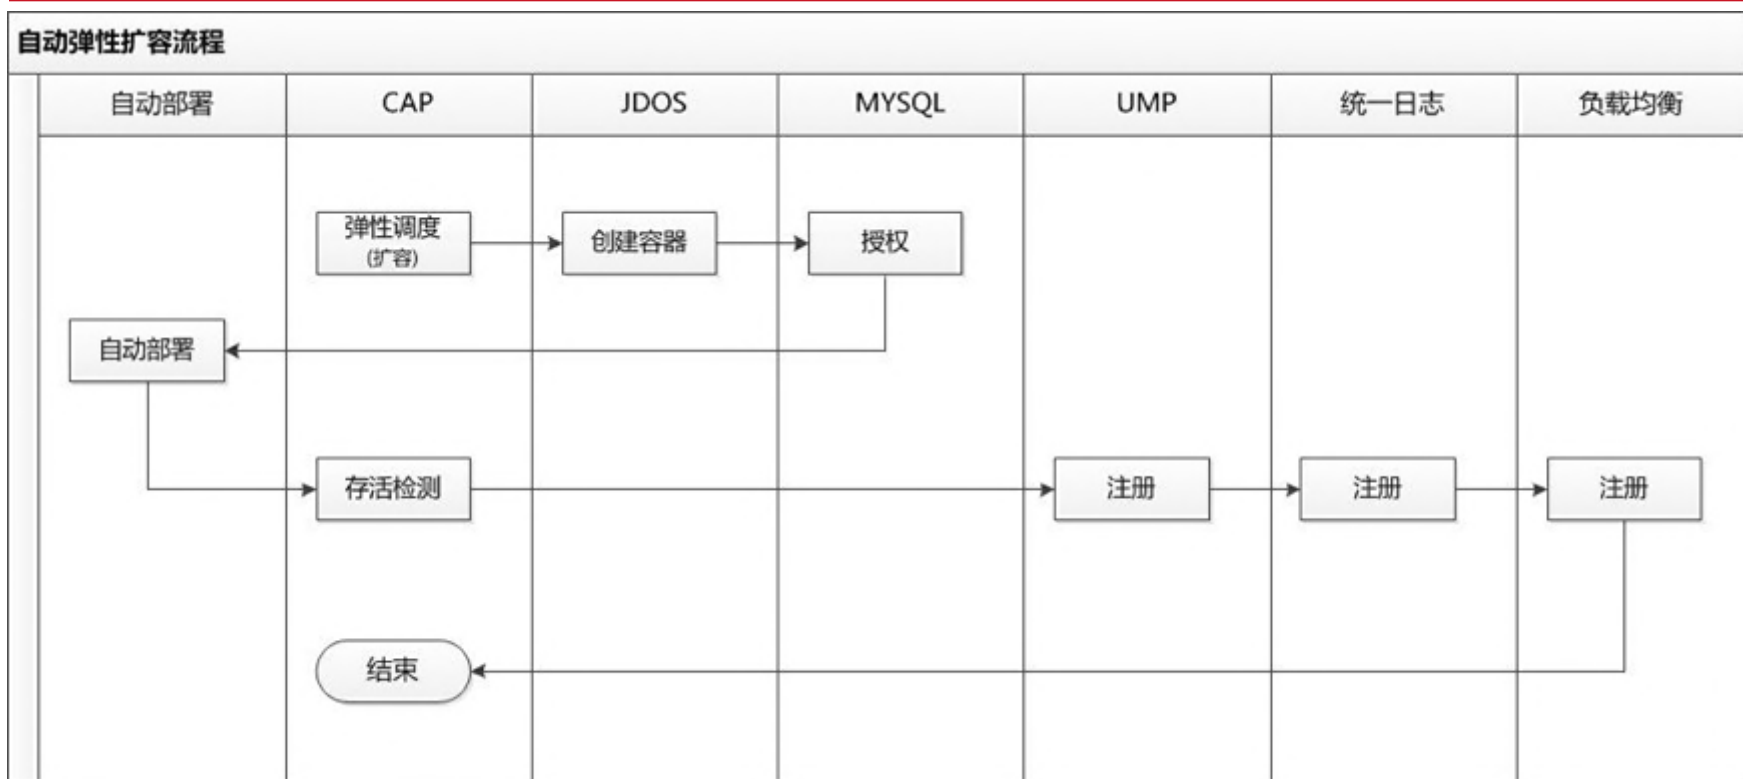 自动弹性扩容流程
自动部署
CAP
JDOS
MYSQL
UMP
统一日志
负载均衡
弹性调度
(扩容)
创建容器
授权
自动部署
存活检测
注册
注册
注册
结束